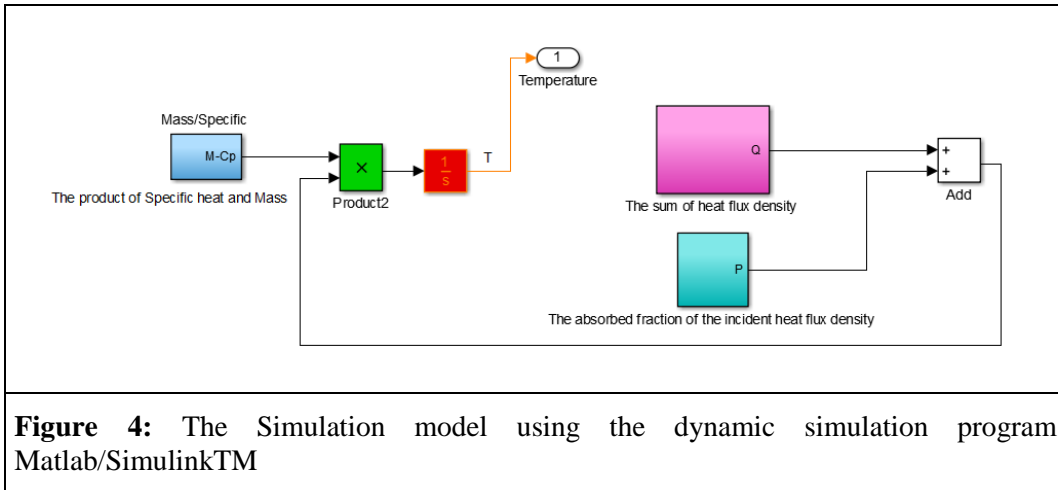 1
Temperature
Mass/Specific
M-Cp
The product of Specific heat and Mass
×
Product2
1
s
T
Q
The sum of heat flux density
P
The absorbed fraction of the incident heat flux density
+
+
Add
Figure 4: The Simulation model using the dynamic simulation program
Matlab/SimulinkTM